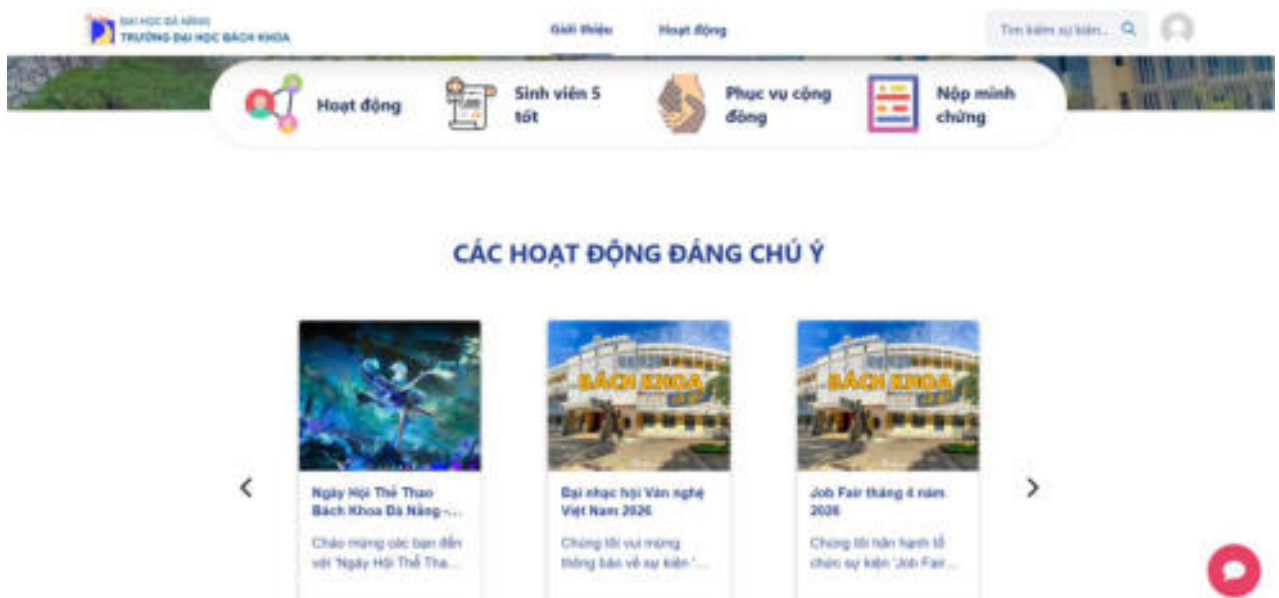 ĐẠI HỌC ĐÀ NẴNG
TRƯỜNG ĐẠI HỌC BÁCH KHOA
Giới thiệu
Hoạt động
Tìm kiếm sự kiện...
Hoạt động
Sinh viên 5
tốt
Phục vụ cộng
đồng
Nộp minh
chứng
CÁC HOẠT ĐỘNG ĐÁNG CHÚ Ý
BÁCH KHOA
BÁCH KHOA
Ngày Hội Thể Thao
Bách Khoa Đà Nẵng -...
Chào mừng các bạn đến
với 'Ngày Hội Thể Tha...
Đại nhạc hội Văn nghệ
Việt Nam 2026
Chúng tôi vui mừng
thông báo về sự kiện '...
Job Fair tháng 4 năm
2026
Chúng tôi hân hạnh tổ
chức sự kiện 'Job Fair...